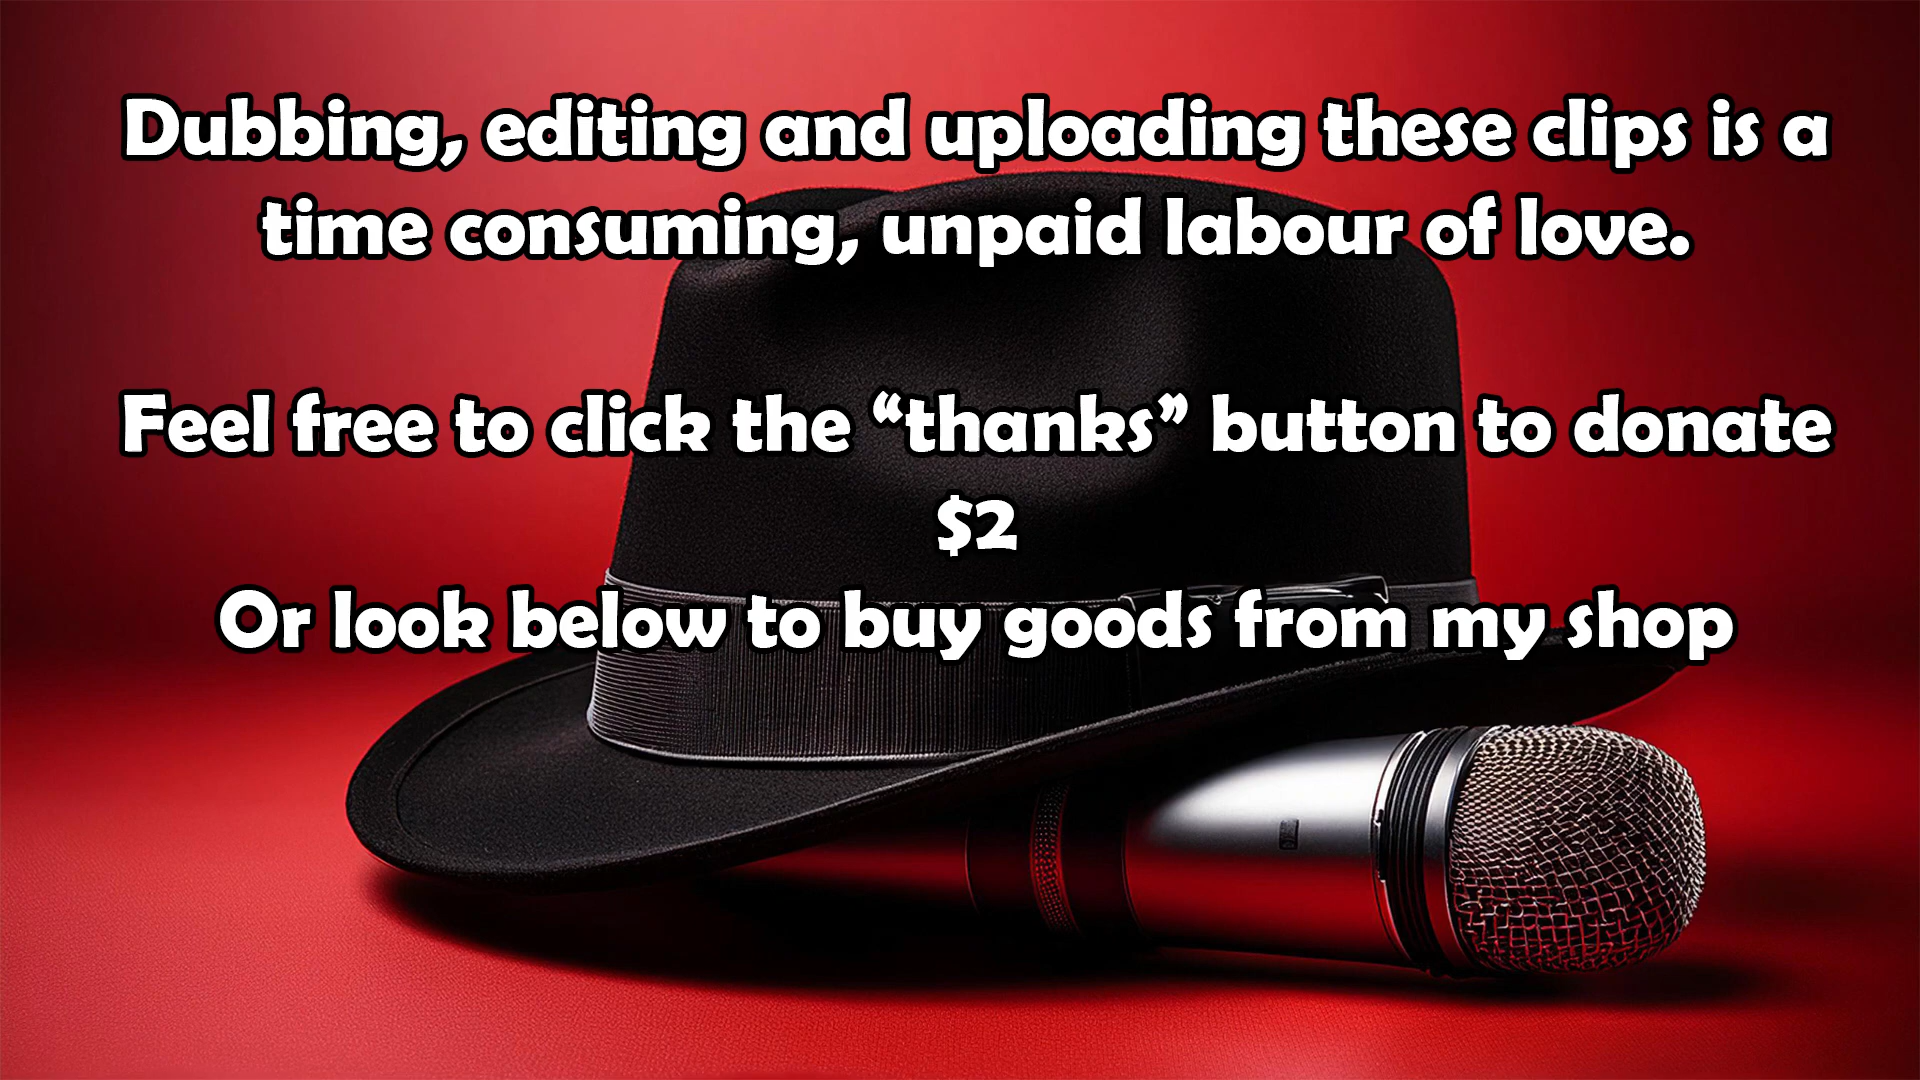 Dubbing, editing and uploading these clips is a
time consuming, unpaid labour of love.
Feel free to click the “thanks” button to donate
$2
Or look below to buy goods from my shop